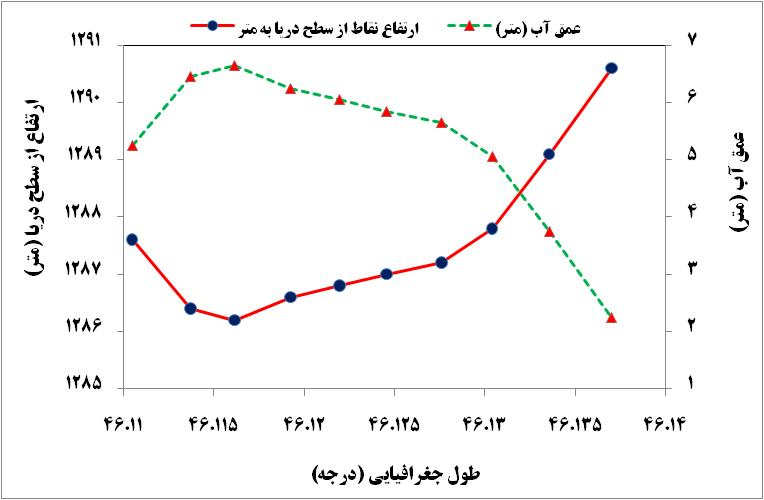 ارتفاع نقاط از سطح دریا به متر
عمق آب (متر)
ارتفاع از سطح دریا (متر)
۱۲۹۱
۱۲۹۰
۱۲۸۹
۱۲۸۸
۱۲۸۷
۱۲۸۶
۱۲۸۵
۷
۶
۵
۴
۳
۲
۱
عمق آب (متر)
۴۶.۱۱ ۴۶.۱۱۵ ۴۶.۱۲ ۴۶.۱۲۵ ۴۶.۱۳ ۴۶.۱۳۵ ۴۶.۱۴
طول جغرافیایی (درجه)